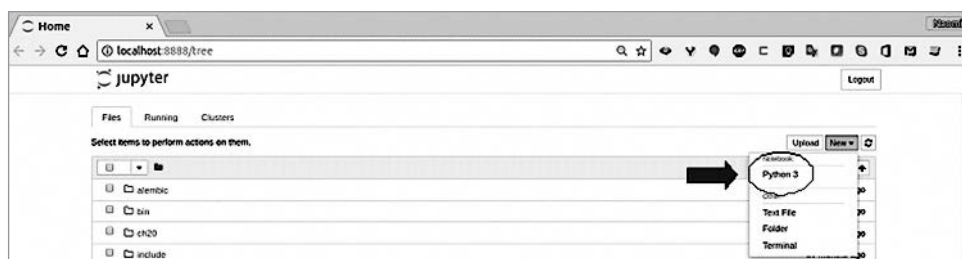 Home
localhost:8888/tree
jupyter
Logout
Files Running Clusters
Select items to perform actions on them.
Upload New
Notebook:
Python 3
alembic
Other:
bin
Text File
ch20
Folder
include
Terminal